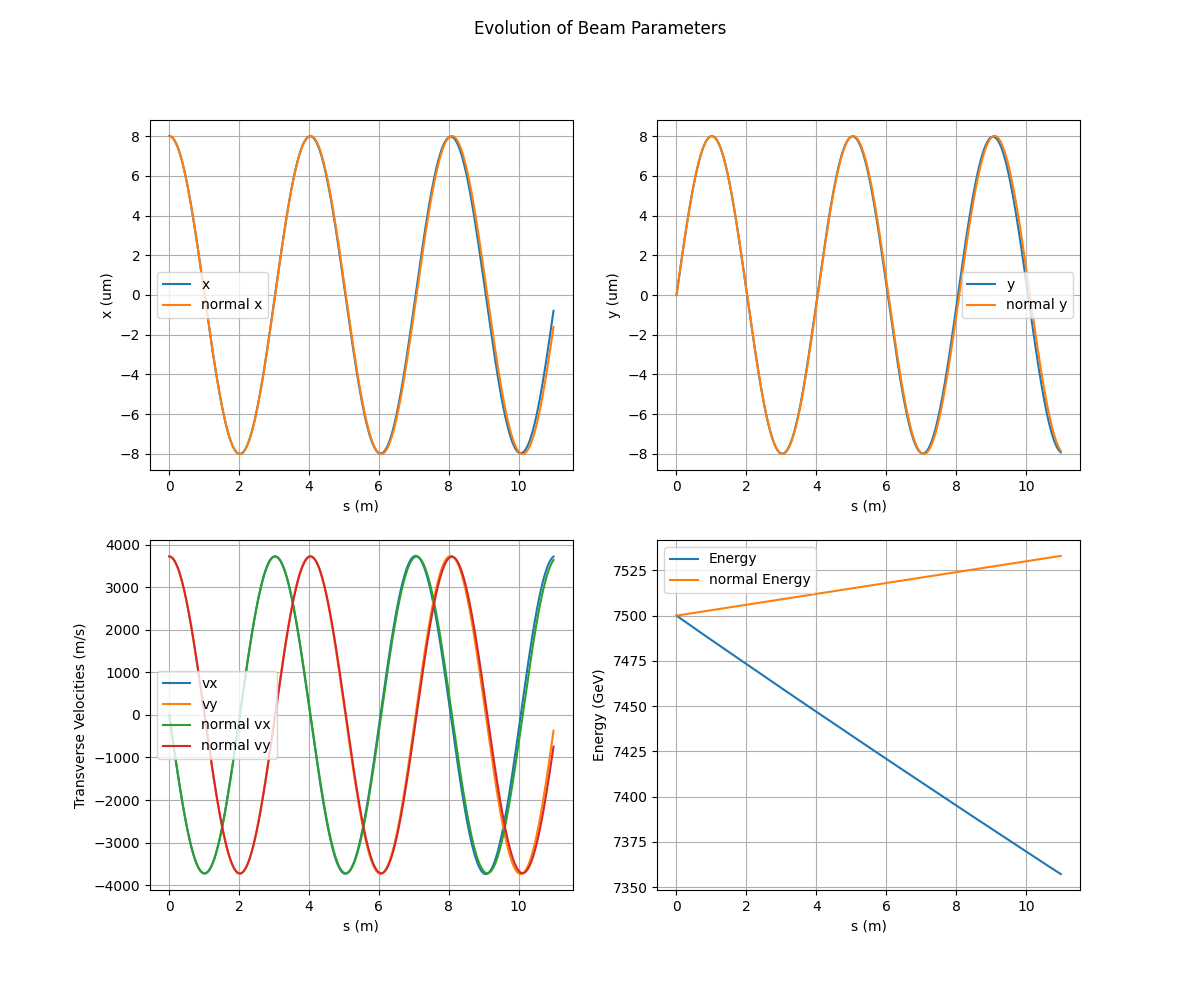 Evolution of Beam Parameters
8
6
4
2
0
−2
−4
−6
−8
x (um)
x
normal x
0 2 4 6 8 10
s (m)
8
6
4
2
0
−2
−4
−6
−8
y (um)
y
normal y
0 2 4 6 8 10
s (m)
4000
3000
2000
1000
0
−1000
−2000
−3000
−4000
Transverse Velocities (m/s)
vx
vy
normal vx
normal vy
0 2 4 6 8 10
s (m)
7525
7500
7475
7450
7425
7400
7375
7350
Energy (GeV)
Energy
normal Energy
0 2 4 6 8 10
s (m)